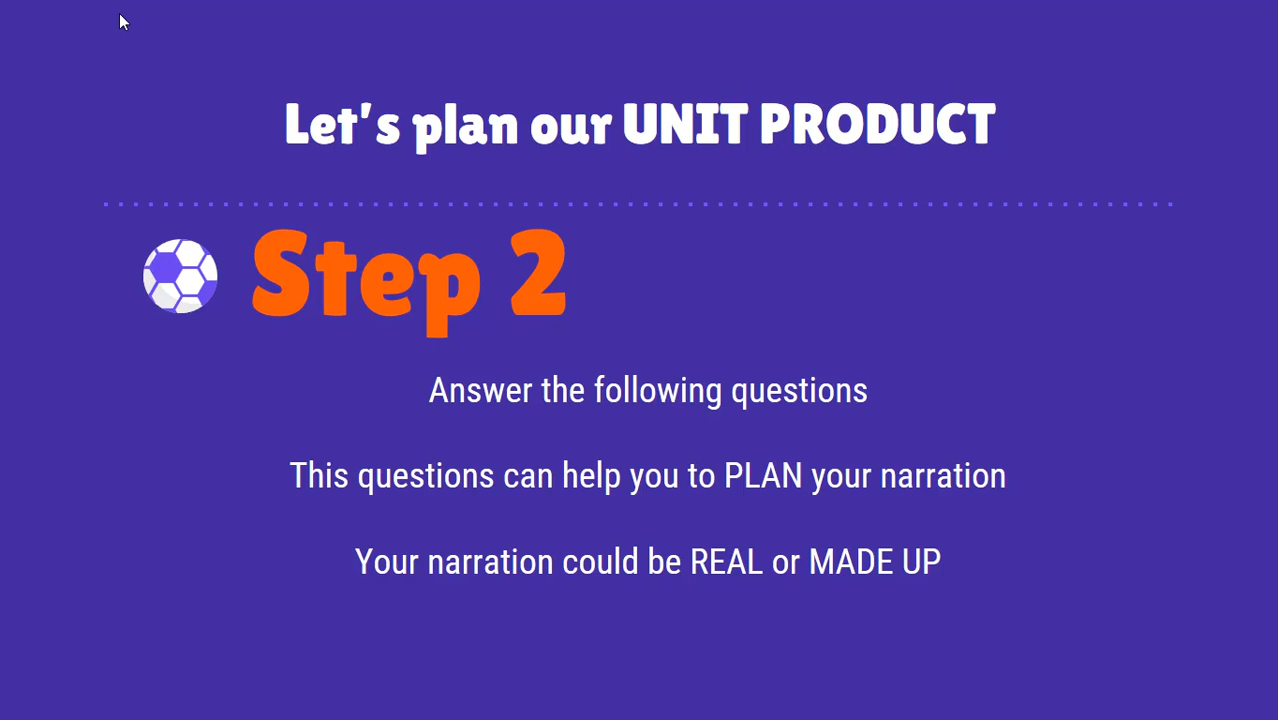 Let's plan our UNIT PRODUCT
Step 2
Answer the following questions
This questions can help you to PLAN your narration
Your narration could be REAL or MADE UP